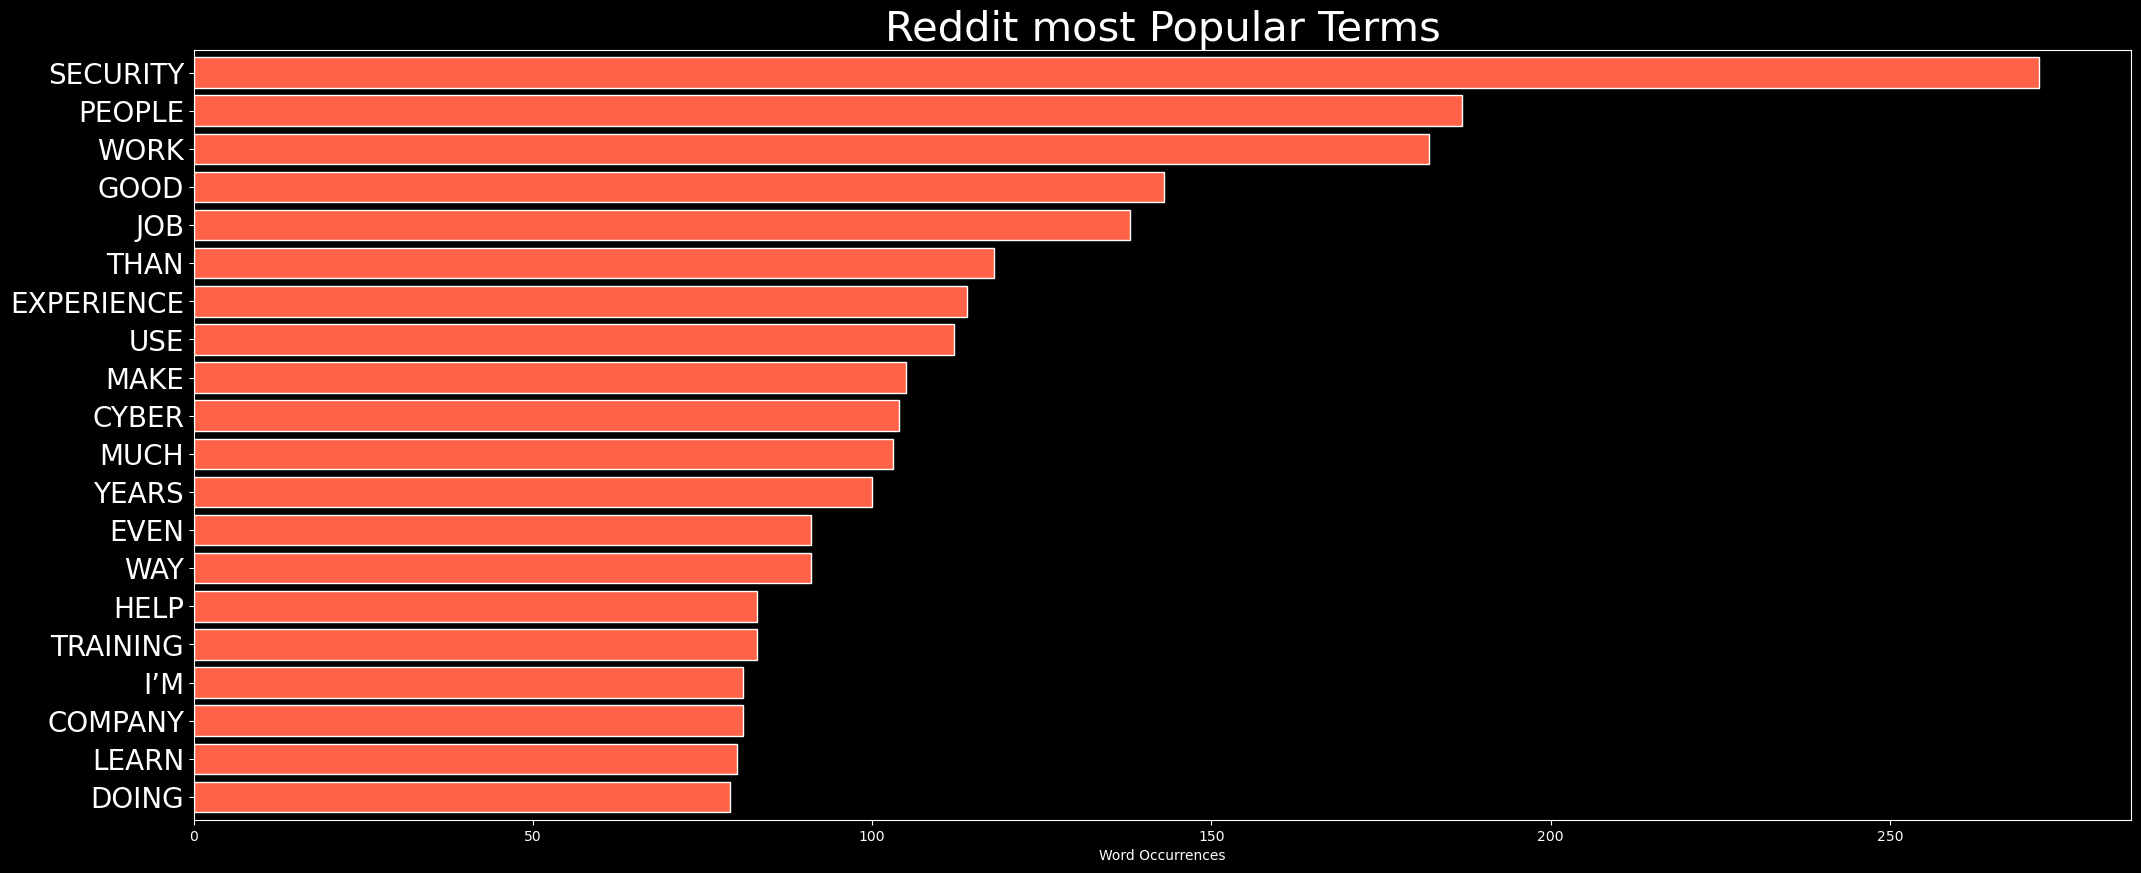 Reddit most Popular Terms
SECURITY
PEOPLE
WORK
GOOD
JOB
THAN
EXPERIENCE
USE
MAKE
CYBER
MUCH
YEARS
EVEN
WAY
HELP
TRAINING
I’M
COMPANY
LEARN
DOING
0 50 100 150 200 250
Word Occurrences